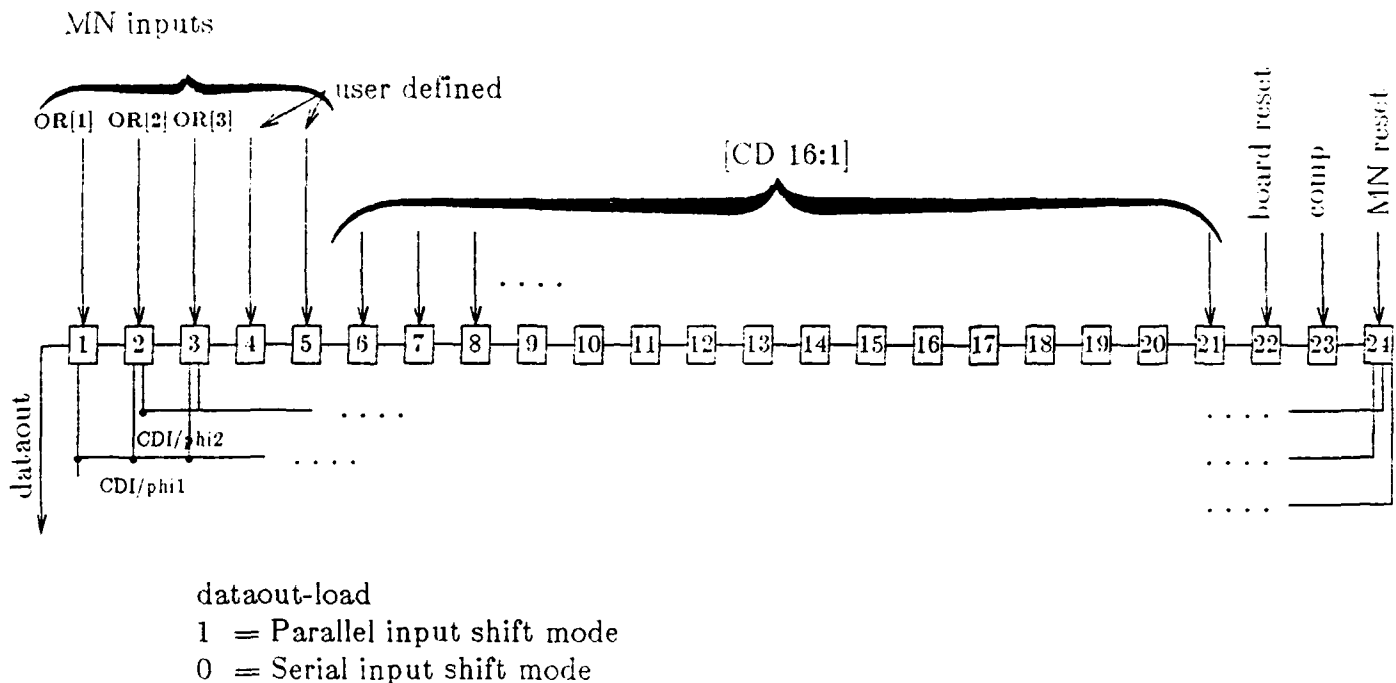 MN inputs
user defined
OR[1] OR[2] OR[3]
[CD 16:1]
board reset
comp
MN reset
1 2 3 4 5 6 7 8 9 10 11 12 13 14 15 16 17 18 19 20 21 22 23 24
. . . .
dataout
. . . . . . . .
CDI/phi2
. . . . . . . .
CDI/phi1
. . . .
dataout-load
1 = Parallel input shift mode
0 = Serial input shift mode